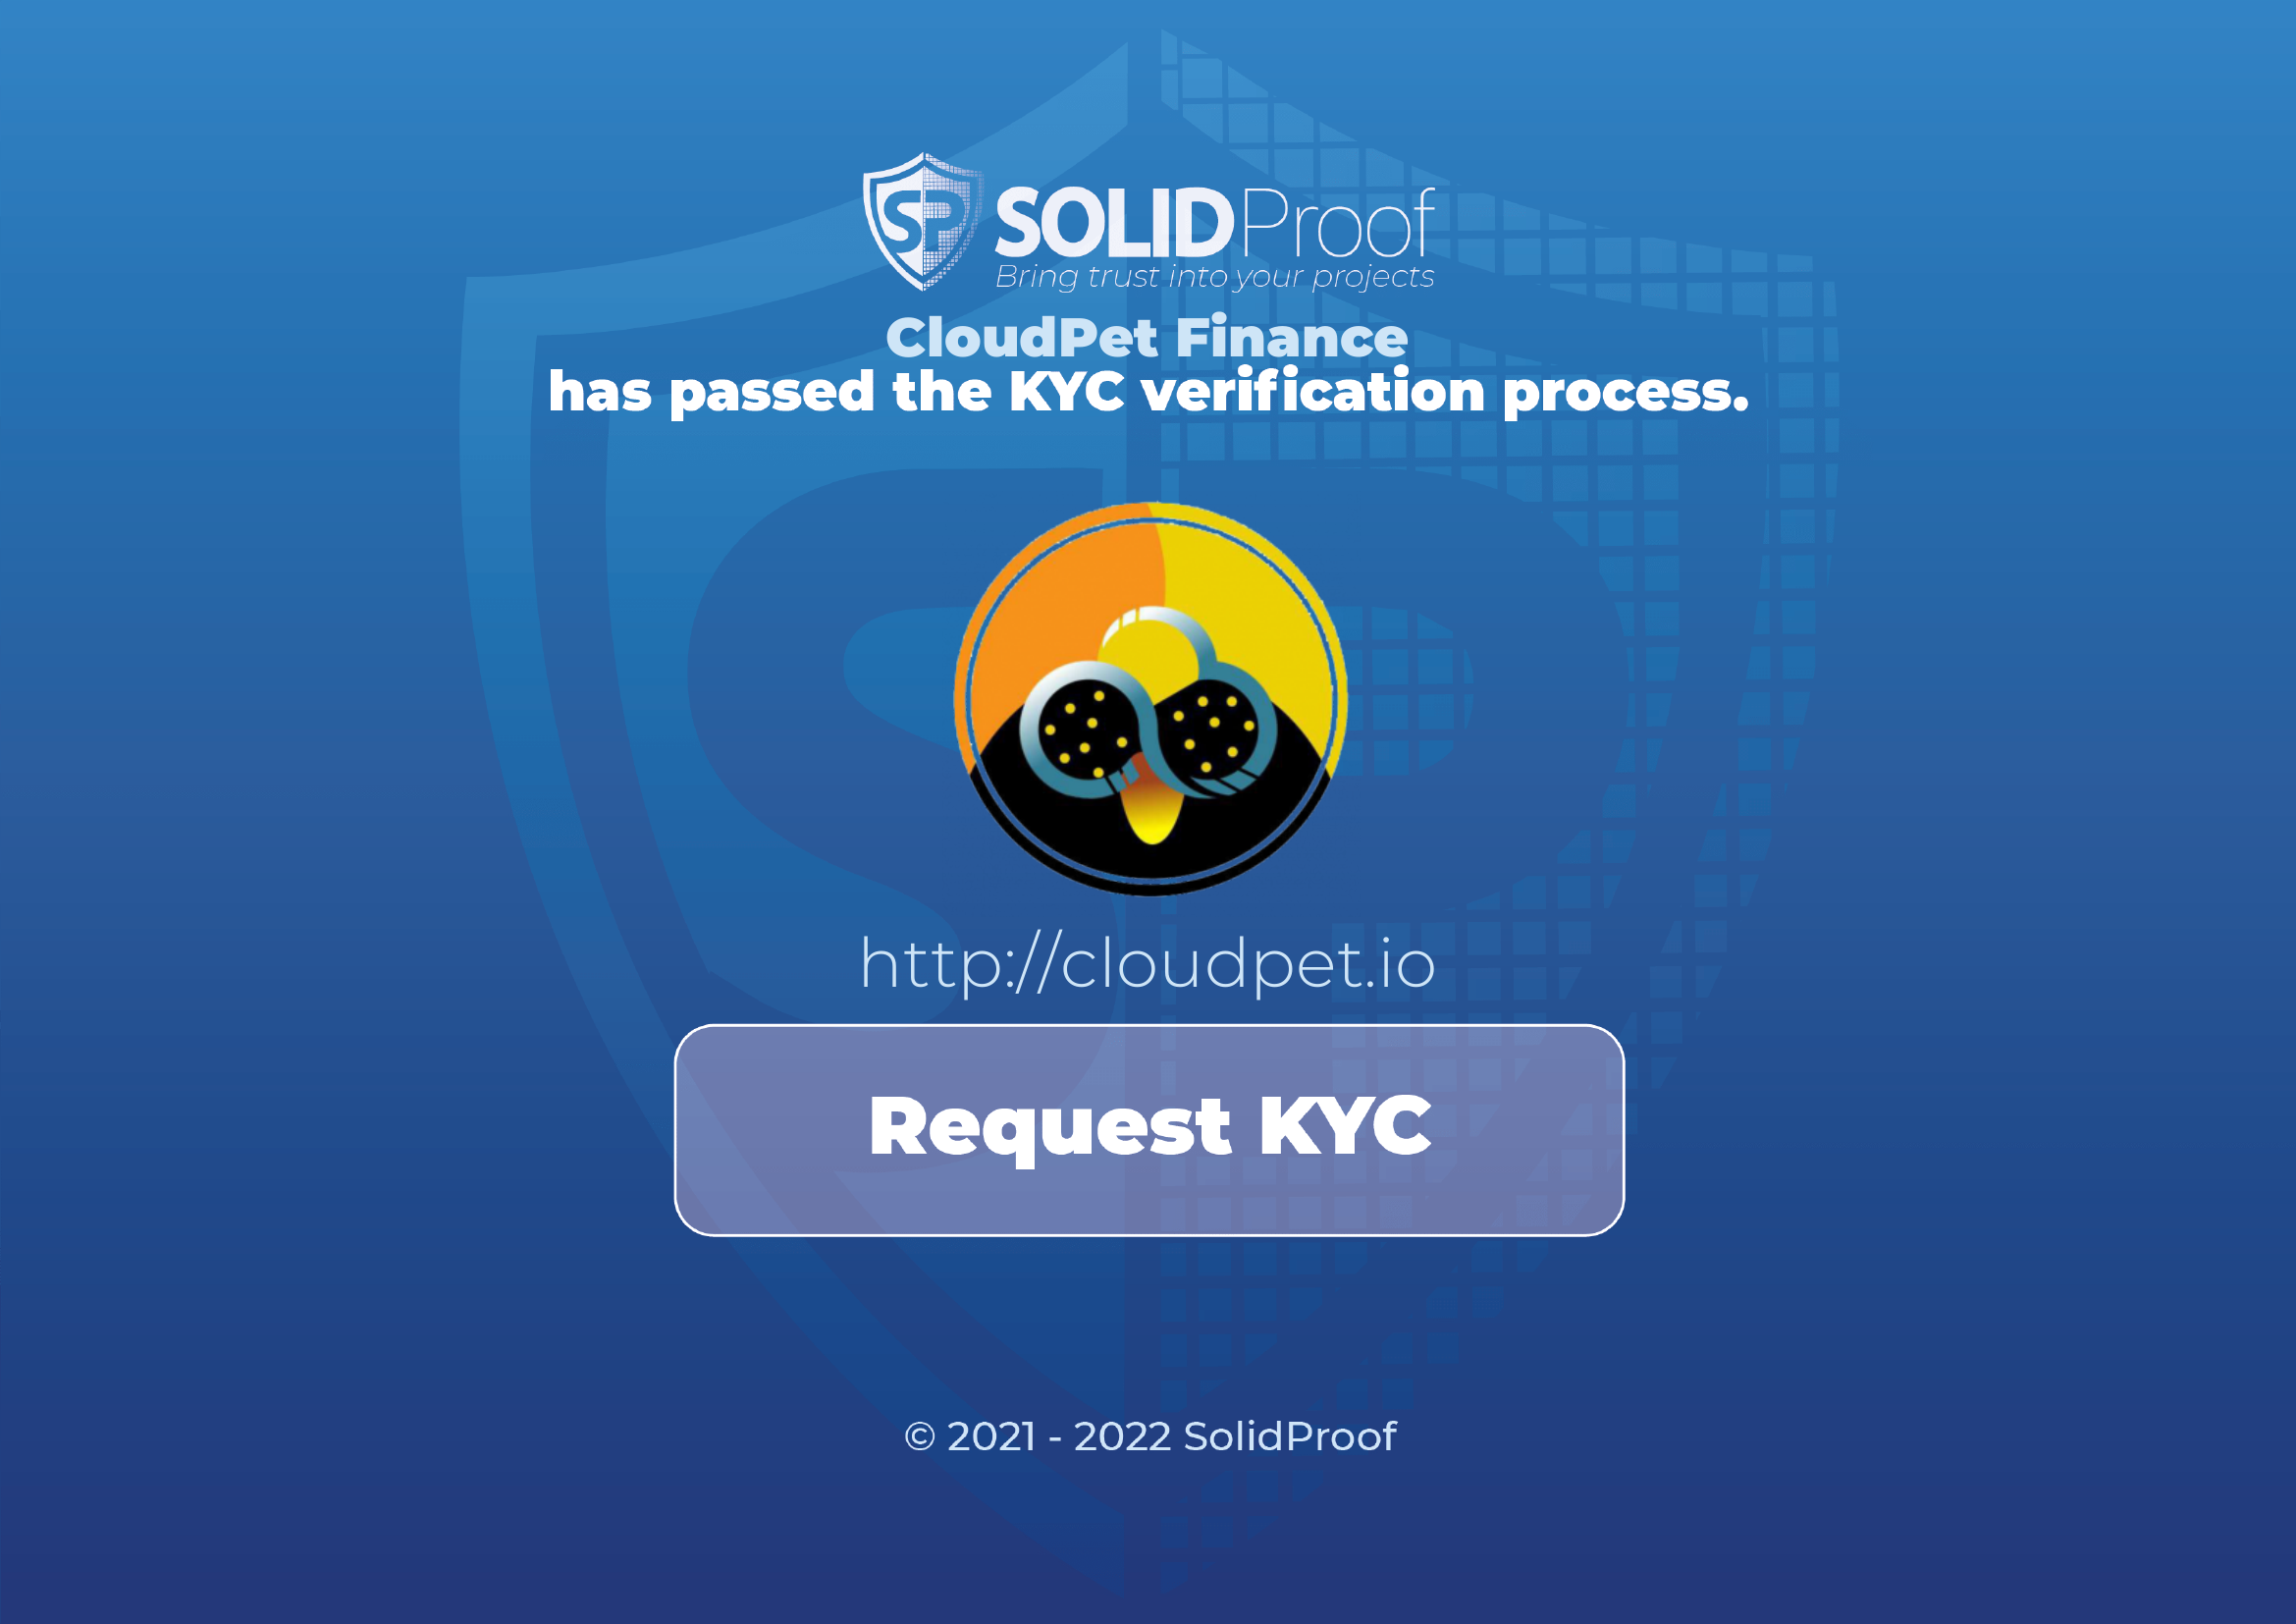 SP
SOLIDProof
Bring trust into your projects
CloudPet Finance
has passed the KYC verification process.
http://cloudpet.io
Request KYC
© 2021 - 2022 SolidProof